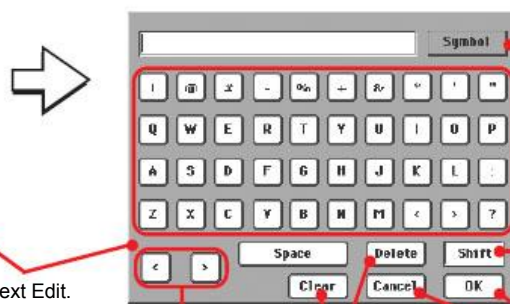 Symbol
Q W E R T Y U I O P
A S D F G H J K L :
Z X C V B N M < > ?
< > Space Delete Shift
Clear Cancel OK
ext Edit.